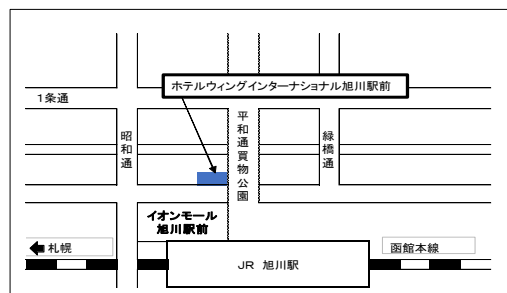 ホテルウィングインターナショナル旭川駅前
1条通
昭和通
平和通買物公園
緑橋通
イオンモール
旭川駅前
札幌
函館本線
JR 旭川駅